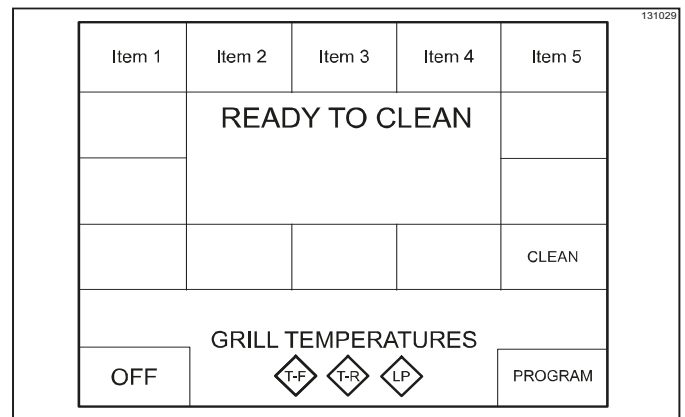 131029
Item 1 Item 2 Item 3 Item 4 Item 5
READY TO CLEAN
CLEAN
GRILL TEMPERATURES
OFF T-F T-R LP PROGRAM